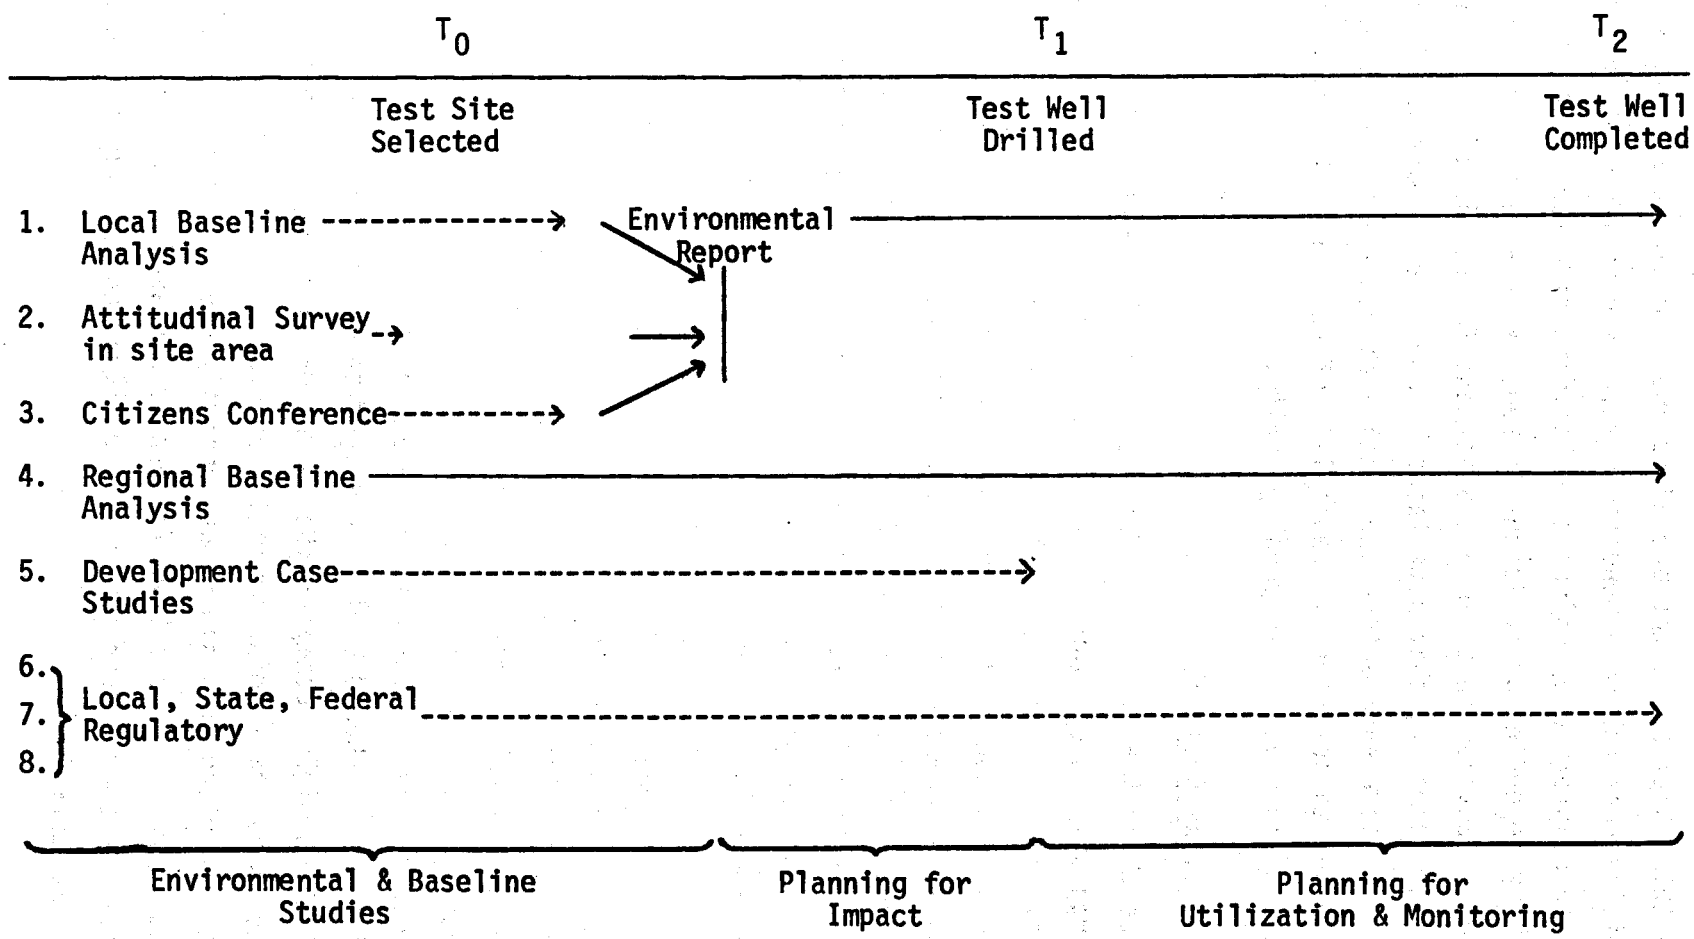 T0 T1 T2
Test Site Test Well Test Well
Selected Drilled Completed
1. Local Baseline Environmental
Analysis Report
2. Attitudinal Survey
in site area
3. Citizens Conference
4. Regional Baseline
Analysis
5. Development Case
Studies
6.
Local, State, Federal
7.
Regulatory
8.
Environmental & Baseline Planning for Planning for
Studies Impact Utilization & Monitoring